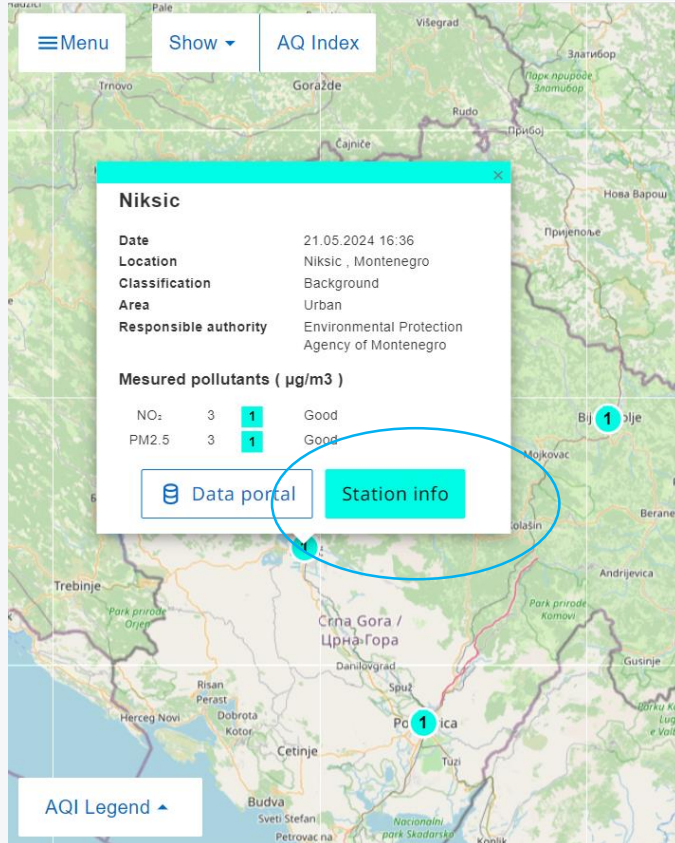 Pale
Višegrad
Menu
Show
AQ Index
Златибор
Парк природе
Златибор
Trnovo
Goražde
Rudo
Прибој
Čajniče
×
Нова Варош
Niksic
Пријепоље
Date 21.05.2024 16:36
Location Niksic , Montenegro
Classification Background
Area Urban
Responsible authority Environmental Protection
Agency of Montenegro
Mesured pollutants ( µg/m3 )
NO₂ 3 1 Good
PM2.5 3 1 Good
1
Mojkovac
Data portal
Station info
Berane
Kolašin
1
Andrijevica
Trebinje
Park prirode
Orjen
Park prirode
Komovi
Crna Gora /
Црна Гора
Danilovgrad
Gusinje
Risan
Spuž
Perast
Herceg Novi
Dobrota
Kotor
1
Cetinje
Tuzi
AQI Legend
Budva
Sveti Stefan
Nacionalni
Petrovac na
park Skadarsko
Koplik